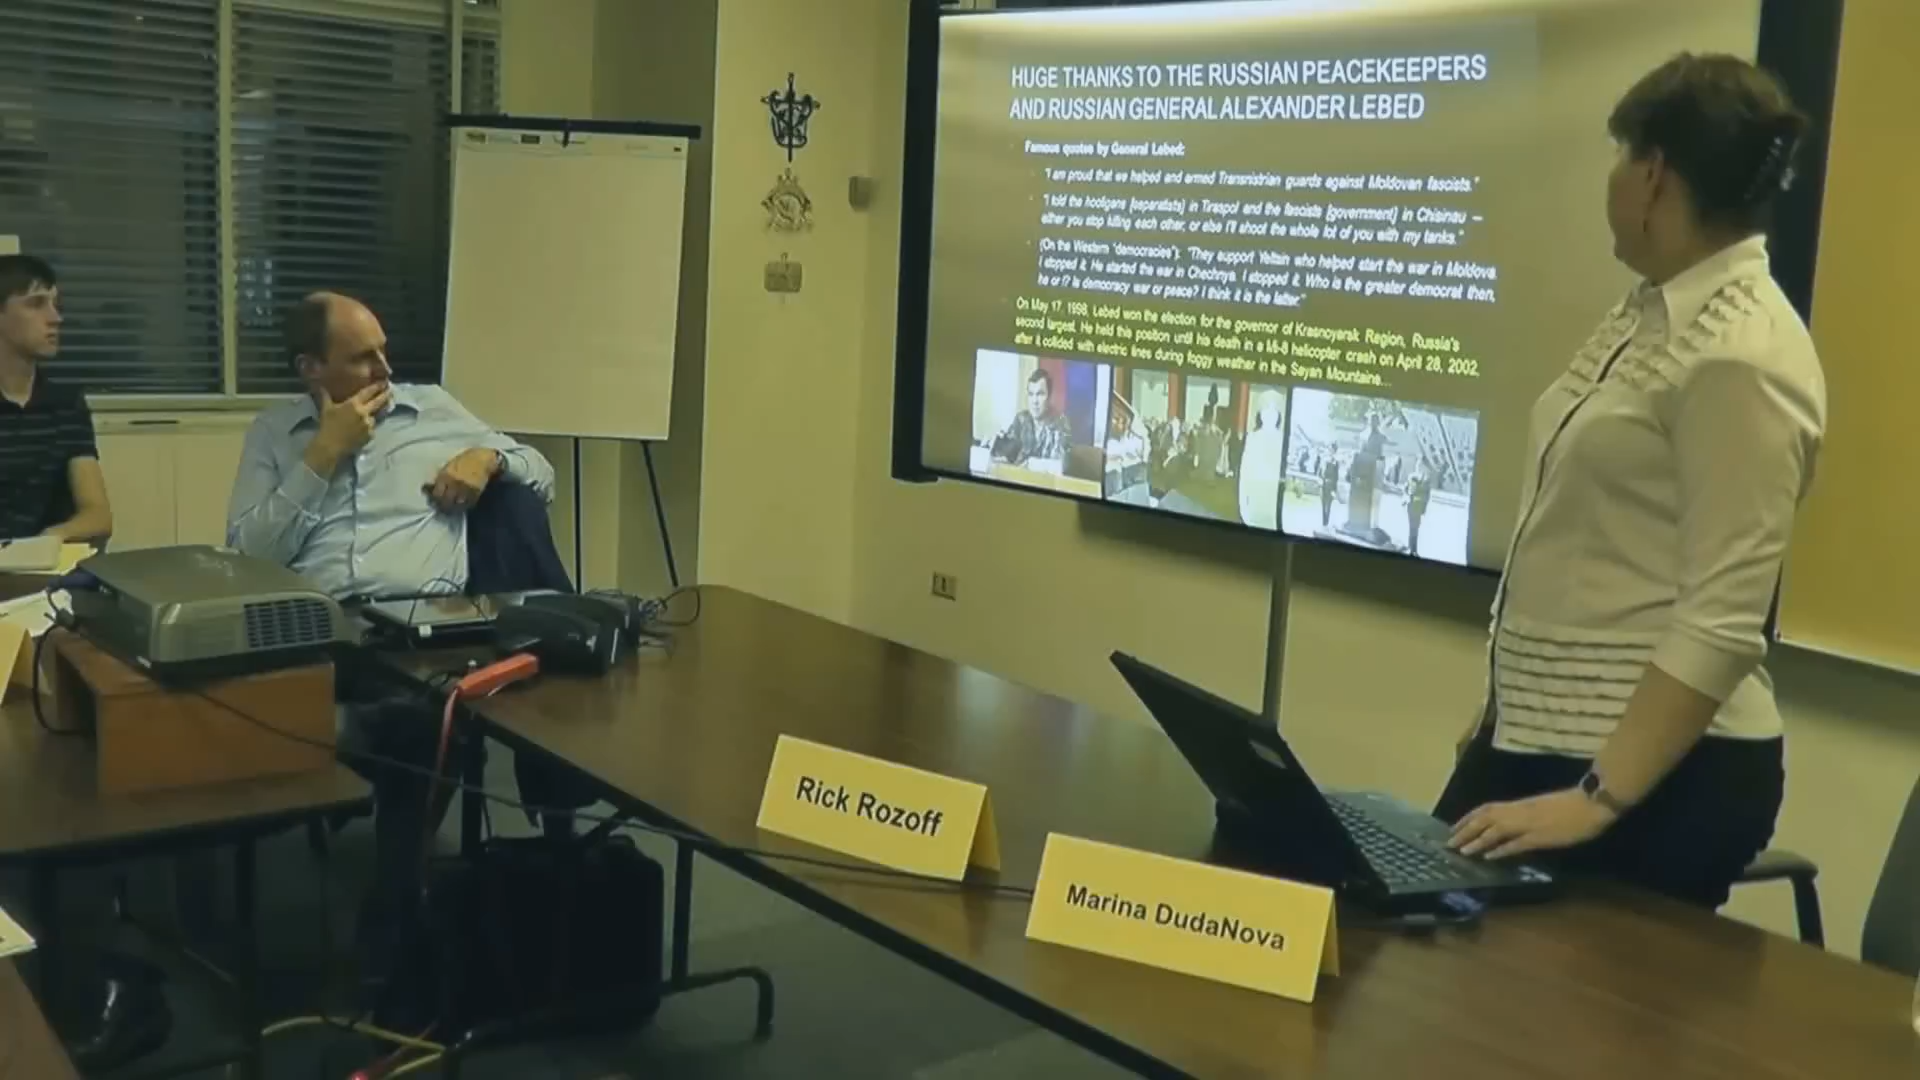 HUGE THANKS TO THE RUSSIAN PEACEKEEPERS
AND RUSSIAN GENERAL ALEXANDER LEBED
Famous quotes by General Lebed:
"I am proud that we helped and armed Transnistrian guards against Moldovan fascists."
"I told the hooligans [separatists] in Tiraspol and the fascists [government] in Chisinau –
either you stop killing each other, or else I'll shoot the whole lot of you with my tanks."
(On the Western "democracies"): "They support Yeltsin who helped start the war in Moldova.
I stopped it. He started the war in Chechnya. I stopped it. Who is the greater democrat then,
he or I? Is democracy war or peace? I think it is the latter."
On May 17, 1998, Lebed won the election for the governor of Krasnoyarsk Region, Russia's
second largest. He held this position until his death in a Mi-8 helicopter crash on April 28, 2002,
after it collided with electric lines during foggy weather in the Sayan Mountains...
Rick Rozoff
Marina DudaNova